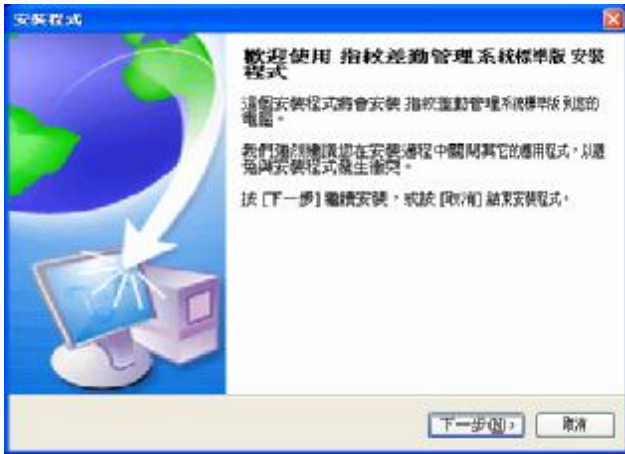 安裝程式
歡迎使用 指紋差勤管理系統標準版 安裝
程式
這個安裝程式將會安裝 指紋差勤管理系統標準版 到您的
電腦。
我們強烈建議您在安裝過程中關閉其它的應用程式，以避
免與安裝程式發生衝突。
按 [下一步] 繼續安裝，或按 [取消] 結束安裝程式。
下一步(N) >
取消